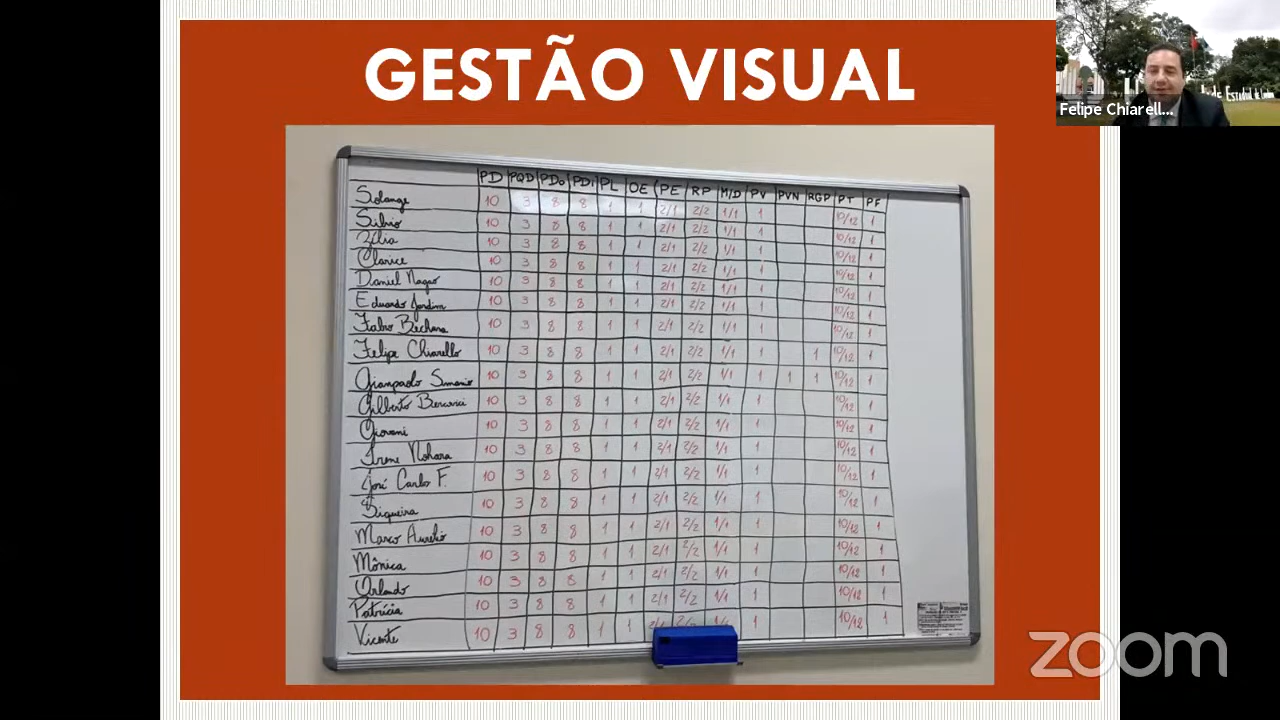 GESTÃO VISUAL
Felipe Chiarell...
PD PQD PDo PDi PL OE PE RP M/D PV PVN RGP PT PF
Solange 10 3 8 8 1 1 2/1 2/2 1/1 1 10/12 1
Silvio 10 3 8 8 1 1 2/1 2/2 1/1 1 10/12 1
Zília 10 3 8 8 1 1 2/1 2/2 1/1 1 10/12 1
Clarice 10 3 8 8 1 1 2/1 2/2 1/1 1 10/12 1
Daniel Nagao 10 3 8 8 1 1 2/1 2/2 1/1 1 10/12 1
Eduardo Jardim 10 3 8 8 1 1 2/1 2/2 1/1 1 10/12 1
Fabio Bechara 10 3 8 8 1 1 2/1 2/2 1/1 1 10/12 1
Felipe Chiarello 10 3 8 8 1 1 2/1 2/2 1/1 1 1 10/12 1
Gianpaolo Smanio 10 3 8 8 1 1 2/1 2/2 1/1 1 1 1 10/12 1
Gilberto Bercovici 10 3 8 8 1 1 2/1 2/2 1/1 1 10/12 1
Giovani 10 3 8 8 1 1 2/1 2/2 1/1 1 10/12 1
Irene Nohara 10 3 8 8 1 1 2/1 2/2 1/1 1 10/12 1
José Carlo F. 10 3 8 8 1 1 2/1 2/2 1/1 1 10/12 1
Siqueira 10 3 8 8 1 1 2/1 2/2 1/1 1 10/12 1
Marco Aurelio 10 3 8 8 1 1 2/1 2/2 1/1 1 10/12 1
Mônica 10 3 8 8 1 1 2/1 2/2 1/1 1 10/12 1
Orlando 10 3 8 8 1 1 2/1 2/2 1/1 1 10/12 1
Patrícia 10 3 8 8 1 1 2/1 2/2 1/1 1 10/12 1
Vicente 10 3 8 8 1 1 2/1 2/2 1/1 1 10/12 1
zoom